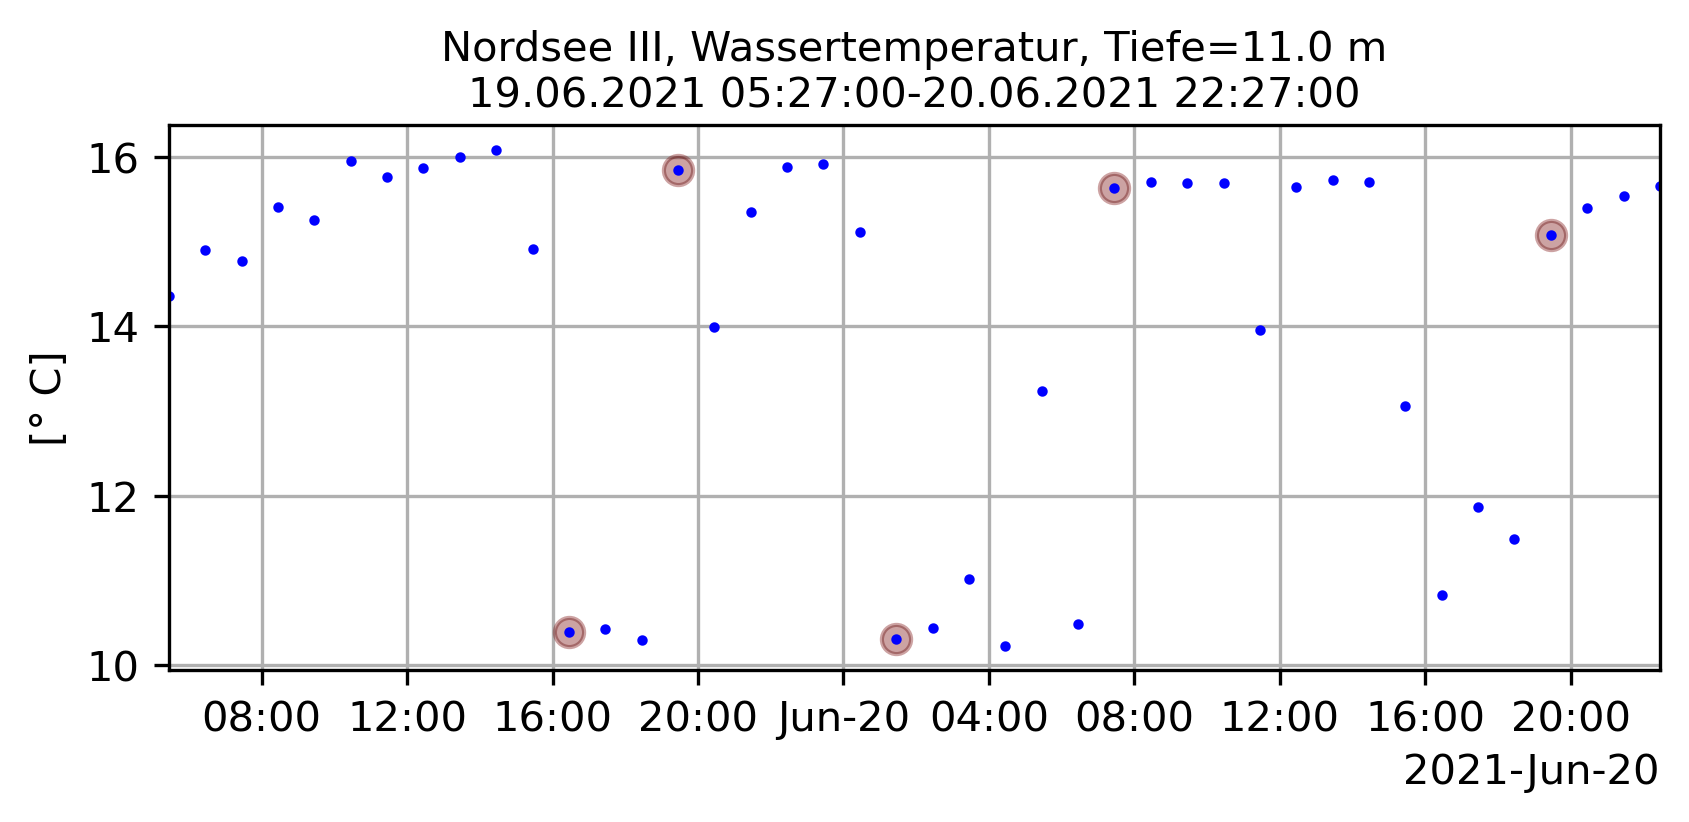 Nordsee III, Wassertemperatur, Tiefe=11.0 m
19.06.2021 05:27:00-20.06.2021 22:27:00
[° C]
16
14
12
10
08:00 12:00 16:00 20:00 Jun-20 04:00 08:00 12:00 16:00 20:00
2021-Jun-20